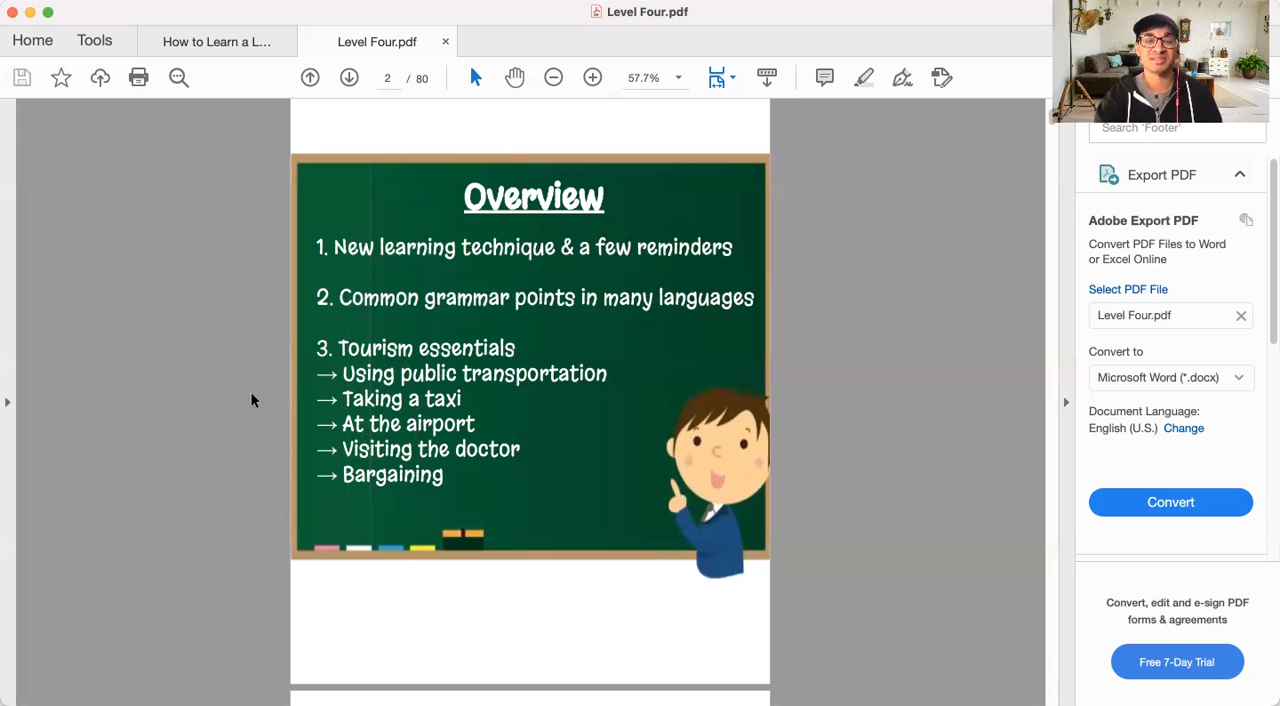 Level Four.pdf
Home
Tools
How to Learn a L...
Level Four.pdf
2 / 80
57.7%
Overview
1. New learning technique & a few reminders
2. Common grammar points in many languages
3. Tourism essentials
→ Using public transportation
→ Taking a taxi
→ At the airport
→ Visiting the doctor
→ Bargaining
Search 'Footer'
Export PDF
Adobe Export PDF
Convert PDF Files to Word
or Excel Online
Select PDF File
Level Four.pdf
Convert to
Microsoft Word (*.docx)
Document Language:
English (U.S.) Change
Convert
Convert, edit and e-sign PDF
forms & agreements
Free 7-Day Trial